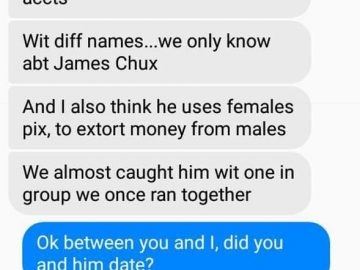 accts
Wit diff names...we only know
abt James Chux
And I also think he uses females
pix, to extort money from males
We almost caught him wit one in
group we once ran together
Ok between you and I, did you
and him date?